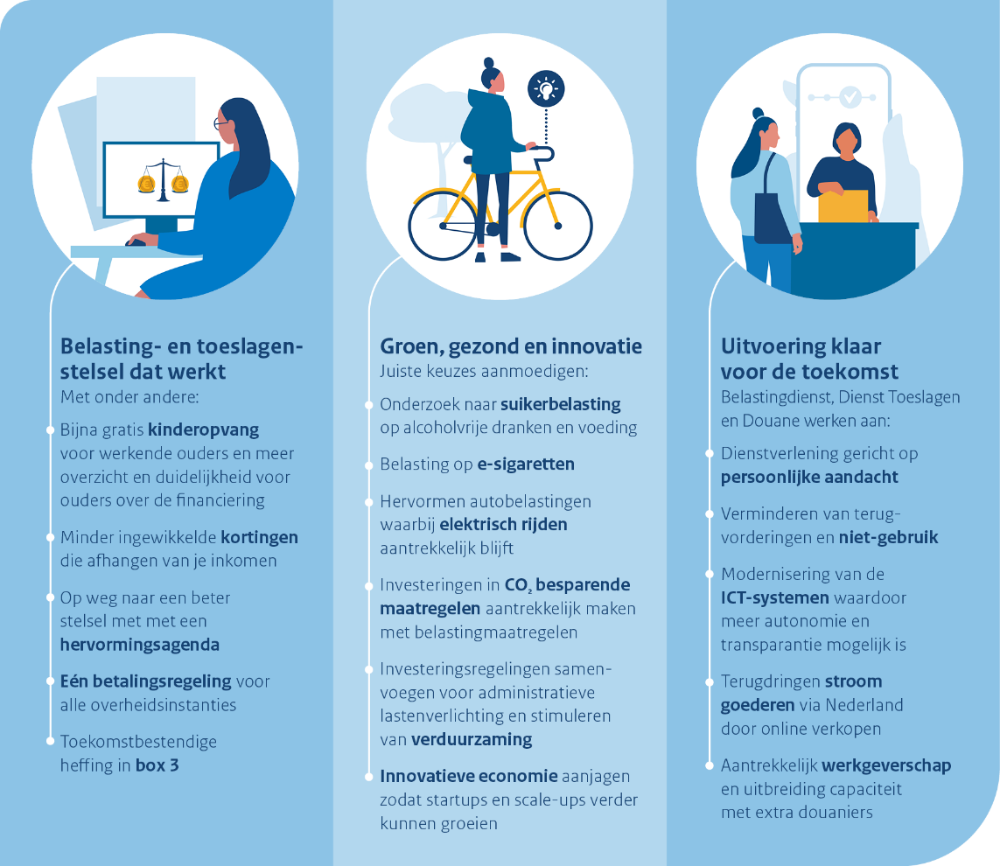 Belasting- en toeslagen-
stelsel dat werkt
Met onder andere:
Bijna gratis kinderopvang
voor werkende ouders en meer
overzicht en duidelijkheid voor
ouders over de financiering
Minder ingewikkelde kortingen
die afhangen van je inkomen
Op weg naar een beter
stelsel met met een
hervormingsagenda
Eén betalingsregeling voor
alle overheidsinstanties
Toekomstbestendige
heffing in box 3
Groen, gezond en innovatie
Juiste keuzes aanmoedigen:
Onderzoek naar suikerbelasting
op alcoholvrije dranken en voeding
Belasting op e-sigaretten
Hervormen autobelastingen
waarbij elektrisch rijden
aantrekkelijk blijft
Investeringen in CO₂ besparende
maatregelen aantrekkelijk maken
met belastingmaatregelen
Investeringsregelingen samen-
voegen voor administratieve
lastenverlichting en stimuleren
van verduurzaming
Innovatieve economie aanjagen
zodat startups en scale-ups verder
kunnen groeien
Uitvoering klaar
voor de toekomst
Belastingdienst, Dienst Toeslagen
en Douane werken aan:
Dienstverlening gericht op
persoonlijke aandacht
Verminderen van terug-
vorderingen en niet-gebruik
Modernisering van de
ICT-systemen waardoor
meer autonomie en
transparantie mogelijk is
Terugdringen stroom
goederen via Nederland
door online verkopen
Aantrekkelijk werkgeverschap
en uitbreiding capaciteit
met extra douaniers